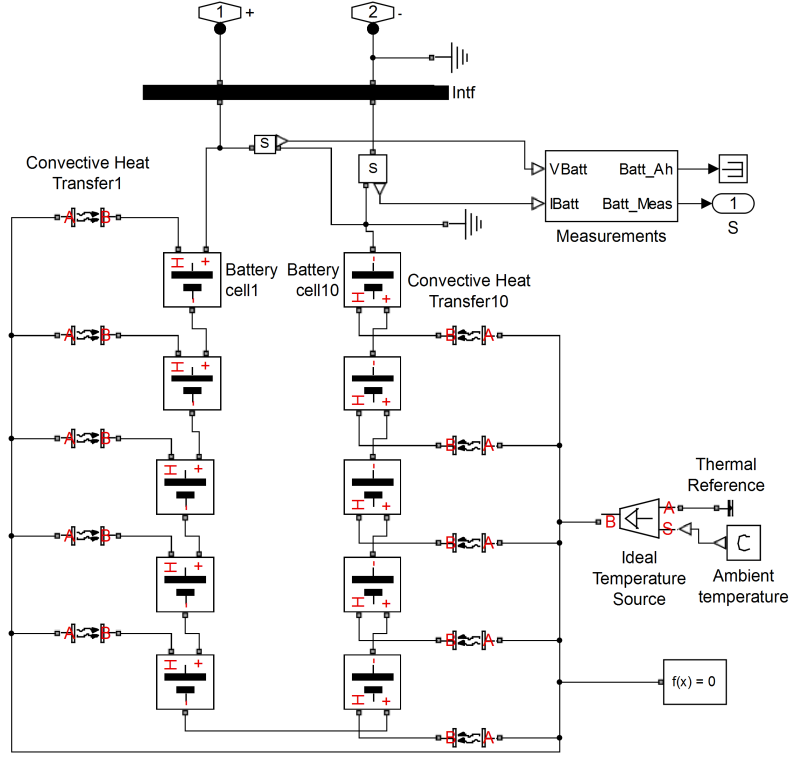 1 +
2 -
Intf
S
S
Convective Heat
Transfer1
VBatt
Batt_Ah
IBatt
Batt_Meas
1
S
Measurements
A B
H +
-
Battery
cell1
Battery
cell10
-
H +
Convective Heat
Transfer10
A B
B A
H +
-
-
H +
A B
B A
H +
-
-
H +
Thermal
Reference
A
B
S
C
Ideal
Temperature
Source
Ambient
temperature
A B
B A
H +
-
-
H +
A B
B A
H +
-
-
H +
f(x) = 0
B A